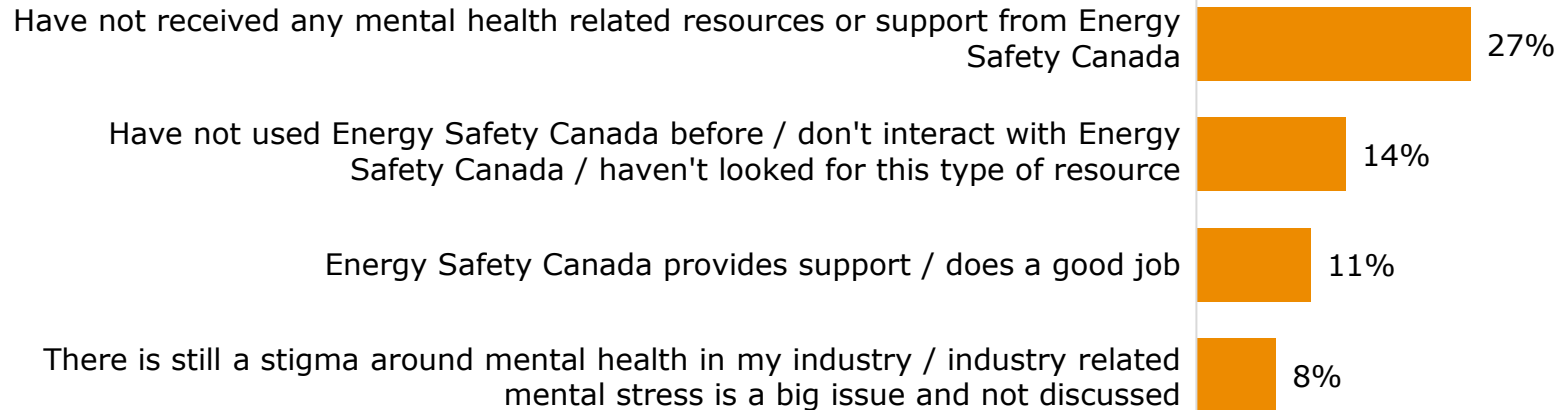 Have not received any mental health related resources or support from Energy
Safety Canada
27%
Have not used Energy Safety Canada before / don't interact with Energy
Safety Canada / haven't looked for this type of resource
14%
Energy Safety Canada provides support / does a good job
11%
There is still a stigma around mental health in my industry / industry related
mental stress is a big issue and not discussed
8%